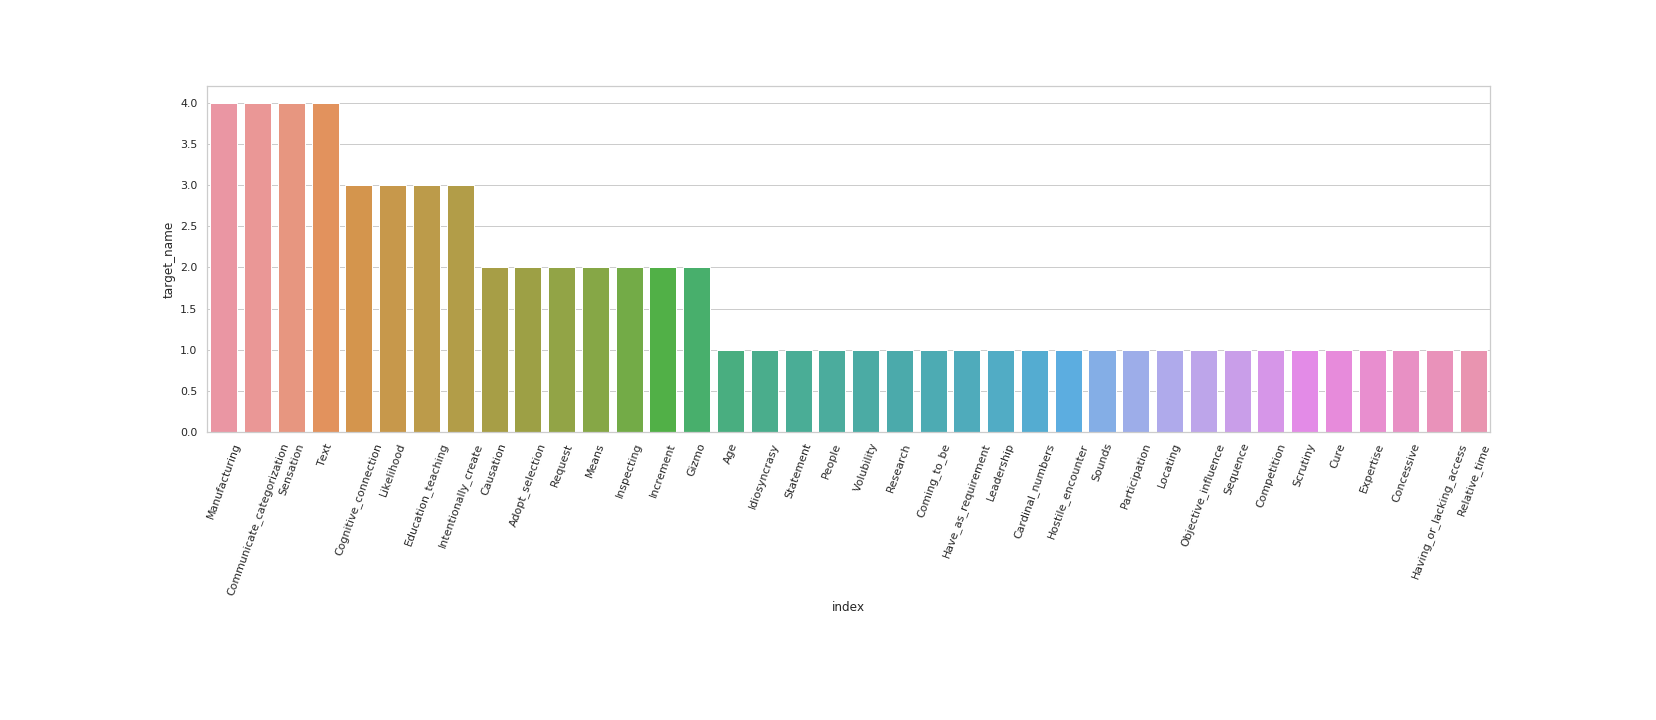 4.0
3.5
3.0
2.5
2.0
1.5
1.0
0.5
0.0
target_name
Manufacturing
Communicate_categorization
Sensation
Text
Cognitive_connection
Likelihood
Education_teaching
Intentionally_create
Causation
Adopt_selection
Request
Means
Inspecting
Increment
Gizmo
Age
Idiosyncrasy
Statement
People
Volubility
Research
Coming_to_be
Have_as_requirement
Leadership
Cardinal_numbers
Hostile_encounter
Sounds
Participation
Locating
Objective_influence
Sequence
Competition
Scrutiny
Cure
Expertise
Concessive
Having_or_lacking_access
Relative_time
index